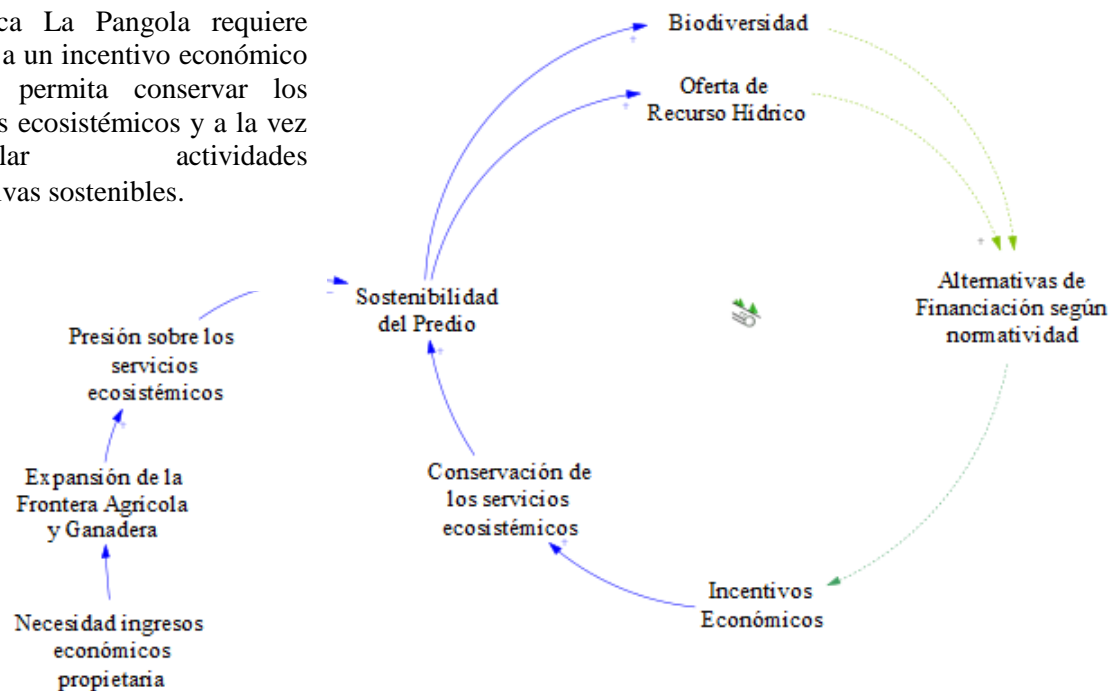 ca La Pangola requiere
a un incentivo económico
permita conservar los
s ecosistémicos y a la vez
lar actividades
ivas sostenibles.
Biodiversidad
Oferta de
Recurso Hídrico
Alternativas de
Financiación según
normatividad
Sostenibilidad
del Predio
Presión sobre los
servicios
ecosistémicos
Expansión de la
Frontera Agrícola
y Ganadera
Necesidad ingresos
económicos
propietaria
Conservación de
los servicios
ecosistémicos
Incentivos
Económicos